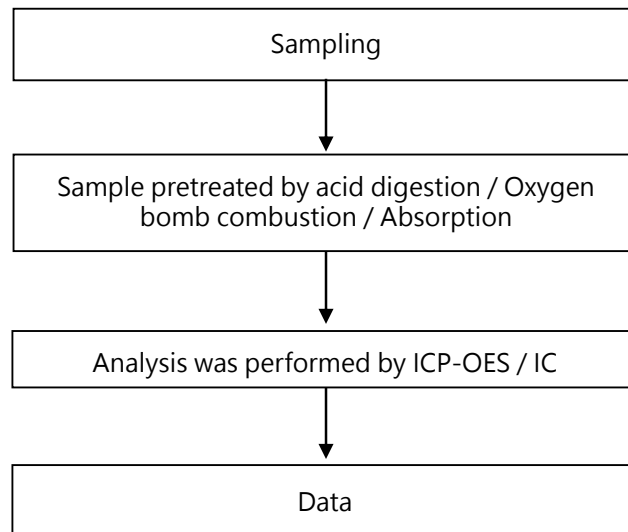 Sampling
Sample pretreated by acid digestion / Oxygen
bomb combustion / Absorption
Analysis was performed by ICP-OES / IC
Data